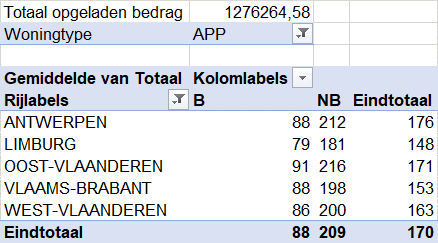 Totaal opgeladen bedrag 1276264,58
Woningtype APP
Gemiddelde van Totaal Kolomlabels
Rijlabels B NB Eindtotaal
ANTWERPEN 88 212 176
LIMBURG 79 181 148
OOST-VLAANDEREN 91 216 171
VLAAMS-BRABANT 88 198 153
WEST-VLAANDEREN 86 200 163
Eindtotaal 88 209 170